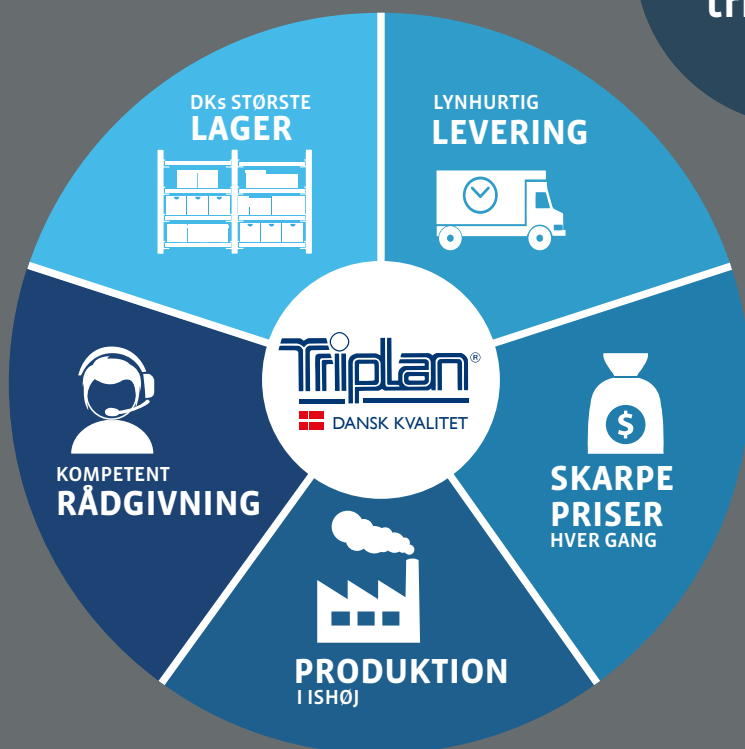 DKs STØRSTE
LAGER
LYNHURTIG
LEVERING
Triplan®
DANSK KVALITET
$
SKARPE
PRISER
HVER GANG
KOMPETENT
RÅDGIVNING
PRODUKTION
I ISHØJ